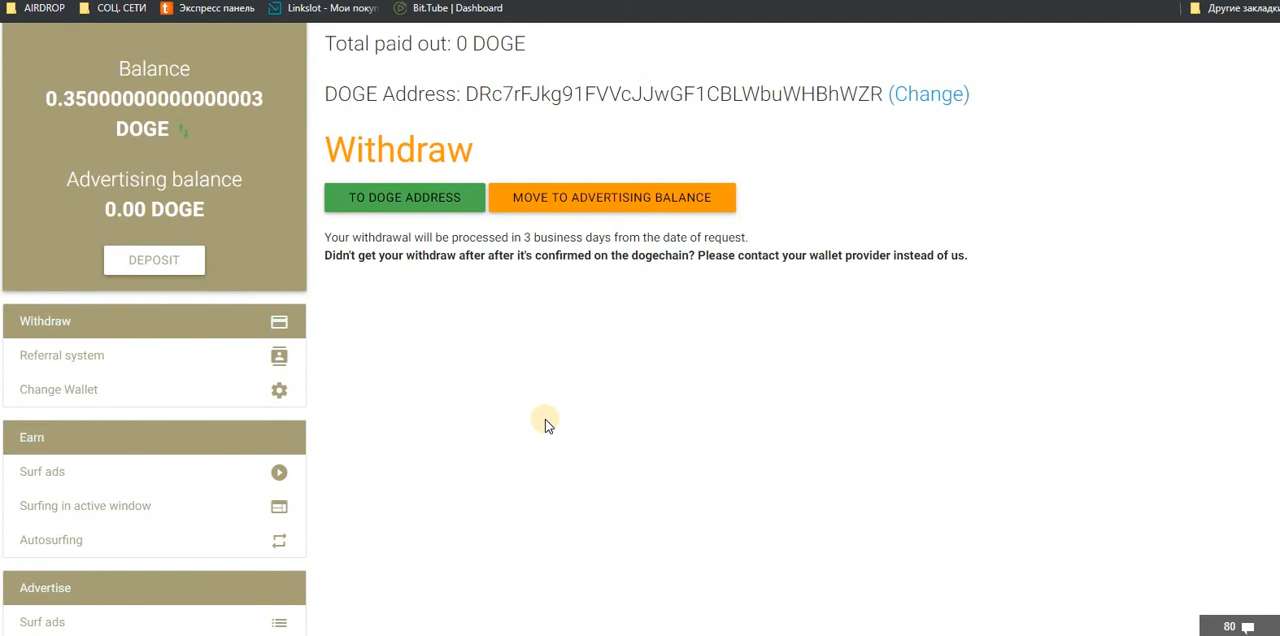 AIRDROP СОЦ. СЕТИ Экспресс панель Linkslot - Мои покуп Bit.Tube | Dashboard Другие закладки
Balance
0.35000000000000003
DOGE
Advertising balance
0.00 DOGE
DEPOSIT
Withdraw
Referral system
Change Wallet
Earn
Surf ads
Surfing in active window
Autosurfing
Advertise
Surf ads
Total paid out: 0 DOGE
DOGE Address: DRc7rFJkg91FVVcJJwGF1CBLWbuWHBhWZR (Change)
Withdraw
TO DOGE ADDRESS MOVE TO ADVERTISING BALANCE
Your withdrawal will be processed in 3 business days from the date of request.
Didn't get your withdraw after after it's confirmed on the dogechain? Please contact your wallet provider instead of us.
80